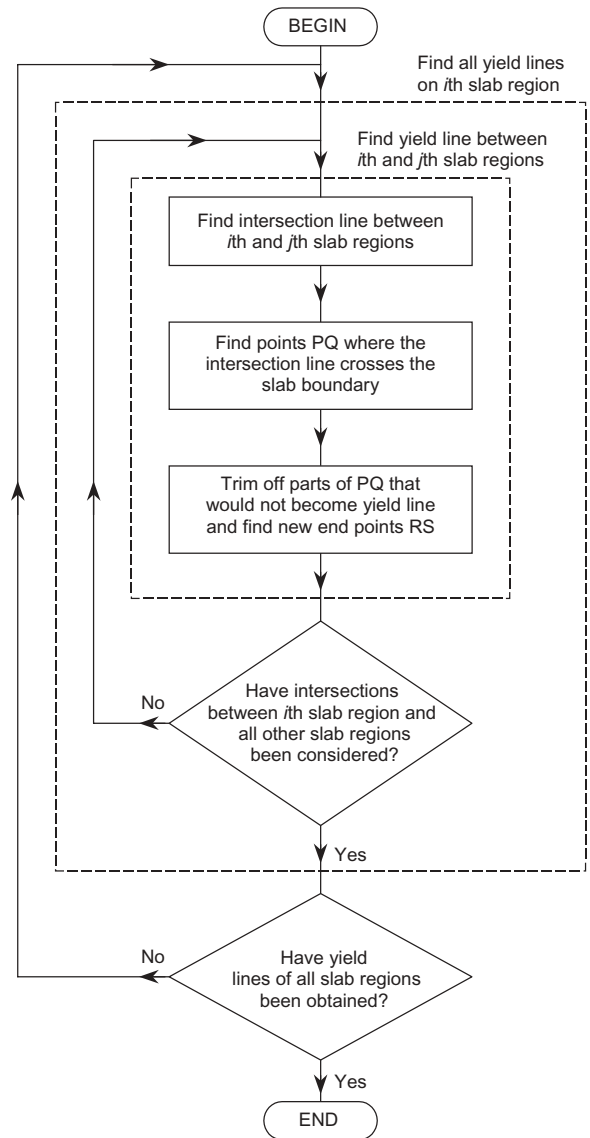 BEGIN
Find all yield lines
on ith slab region
Find yield line between
ith and jth slab regions
Find intersection line between
ith and jth slab regions
Find points PQ where the
intersection line crosses the
slab boundary
Trim off parts of PQ that
would not become yield line
and find new end points RS
Have intersections
between ith slab region and
all other slab regions
been considered?
No
Yes
Have yield
lines of all slab regions
been obtained?
No
Yes
END